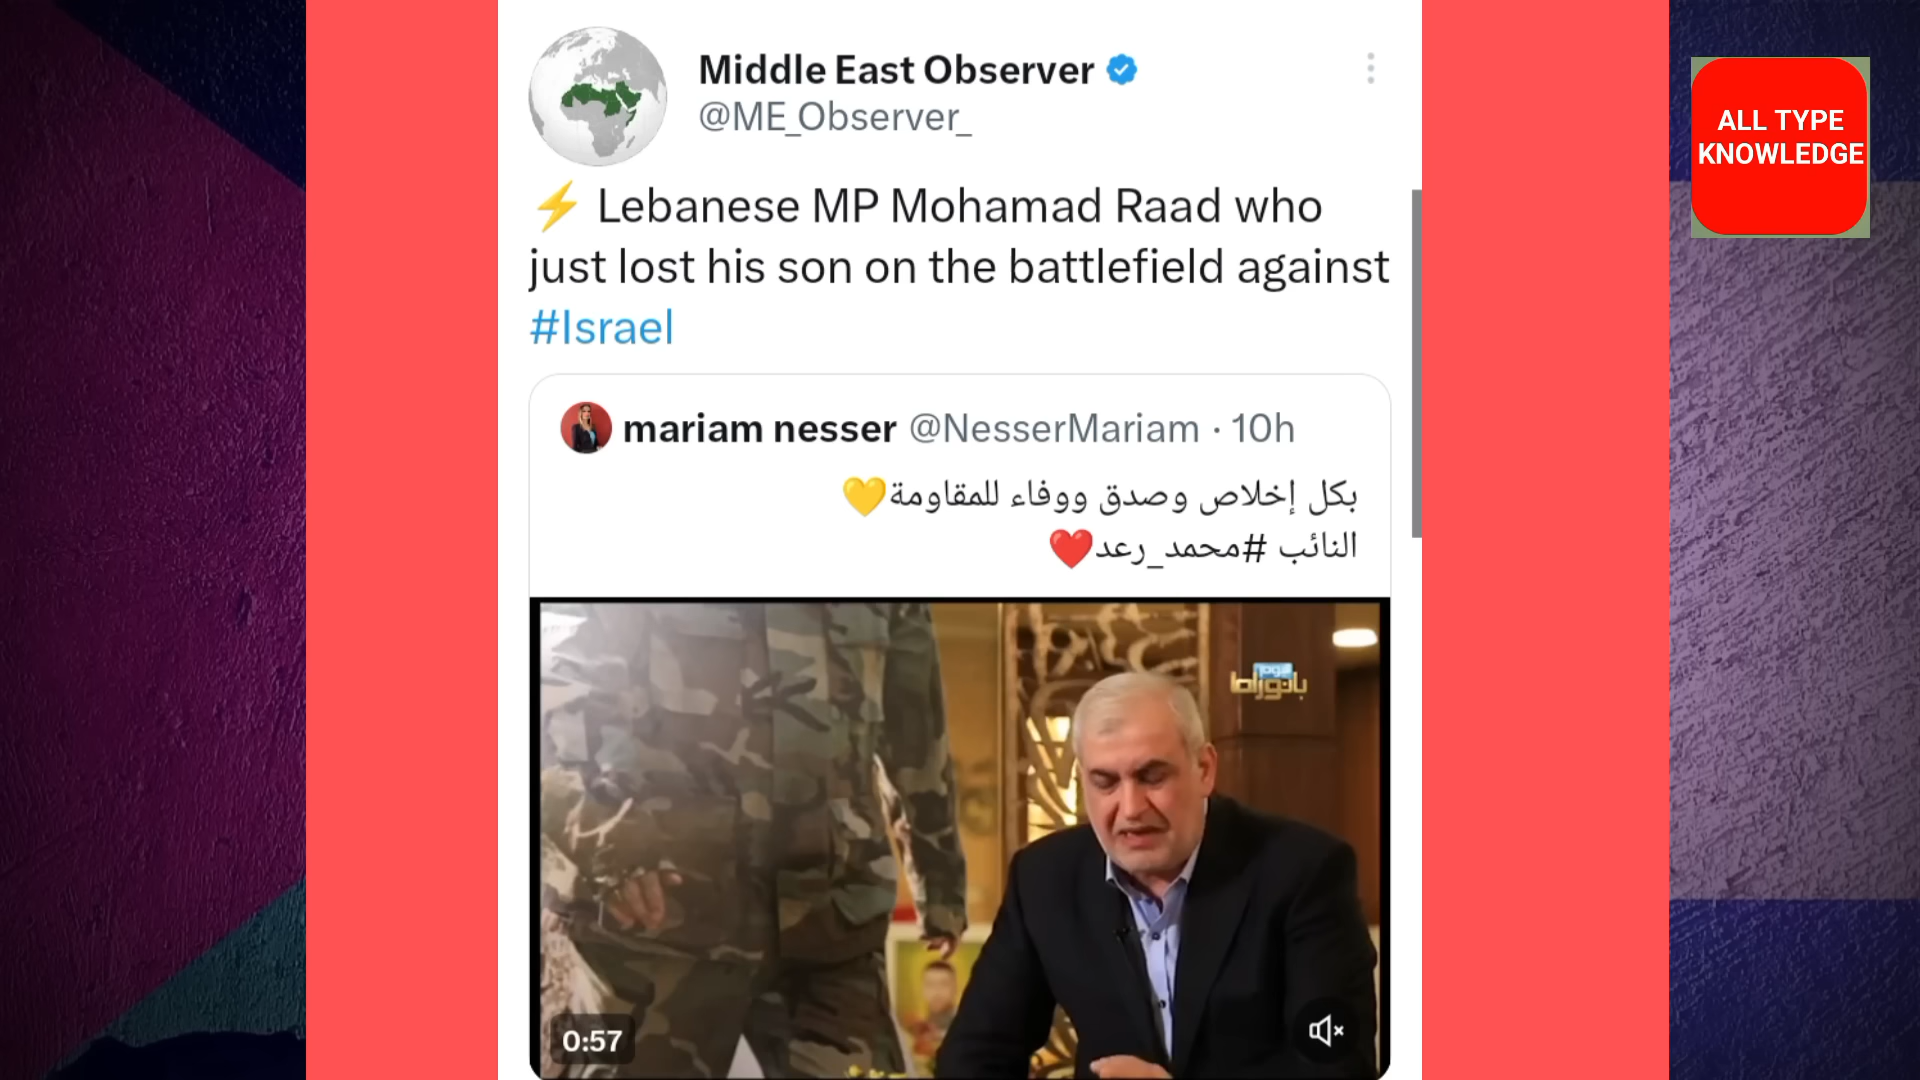 Middle East Observer
@ME_Observer_
⚡ Lebanese MP Mohamad Raad who
just lost his son on the battlefield against
#Israel
mariam nesser @NesserMariam · 10h
بكل إخلاص وصدق ووفاء للمقاومة💛
النائب #محمد_رعد❤️
بانوراما
0:57
ALL TYPE
KNOWLEDGE